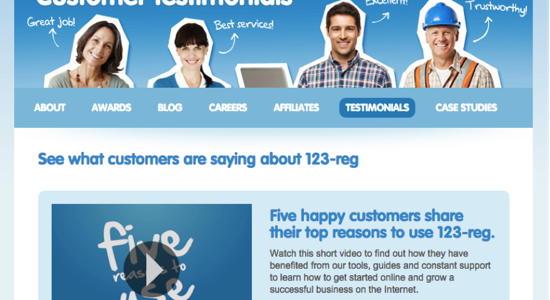 Customer Testimonials
Great job!
Best services!
Excellent!
Trustworthy!
ABOUT
AWARDS
BLOG
CAREERS
AFFILIATES
TESTIMONIALS
CASE STUDIES
See what customers are saying about 123-reg
five
reasons to
use
Five happy customers share
their top reasons to use 123-reg.
Watch this short video to find out how they have
benefited from our tools, guides and constant support
to learn how to get started online and grow a
successful business on the Internet.